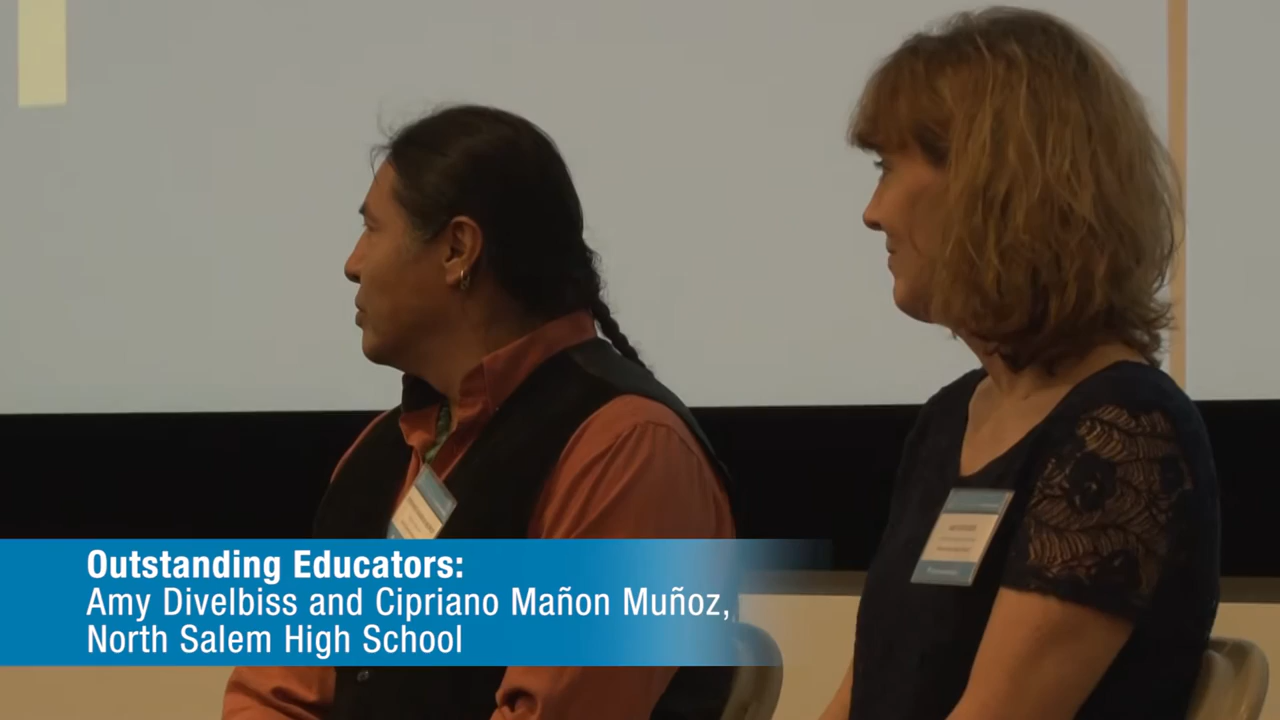 Outstanding Educators:
Amy Divelbiss and Cipriano Mañon Muñoz,
North Salem High School